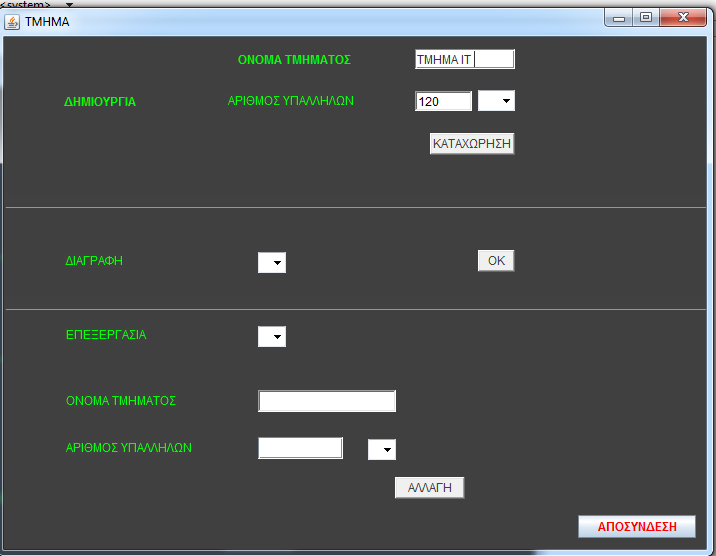 <system>
ΤΜΗΜΑ
ΟΝΟΜΑ ΤΜΗΜΑΤΟΣ
ΤΜΗΜΑ ΙΤ
ΔΗΜΙΟΥΡΓΙΑ
ΑΡΙΘΜΟΣ ΥΠΑΛΛΗΛΩΝ
120
ΚΑΤΑΧΩΡΗΣΗ
ΔΙΑΓΡΑΦΗ
OK
ΕΠΕΞΕΡΓΑΣΙΑ
ΟΝΟΜΑ ΤΜΗΜΑΤΟΣ
ΑΡΙΘΜΟΣ ΥΠΑΛΛΗΛΩΝ
ΑΛΛΑΓΗ
ΑΠΟΣΥΝΔΕΣΗ